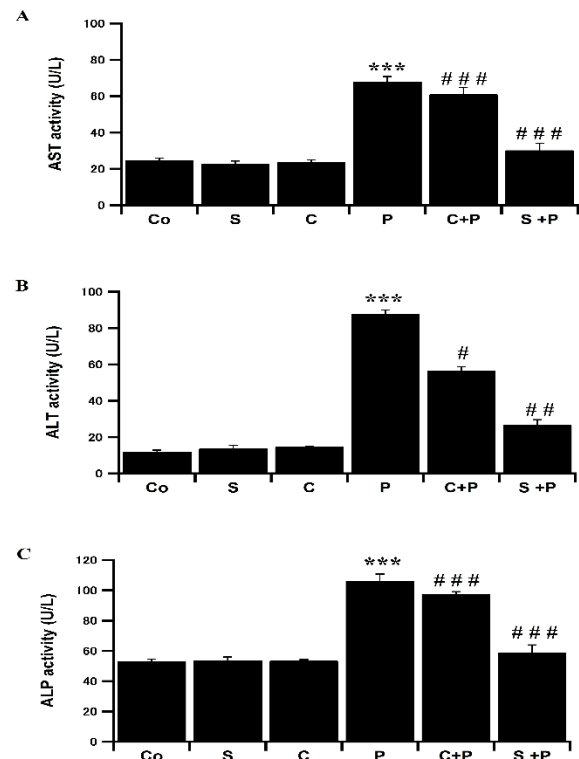 A
AST activity (U/L)
100
80
60
40
20
0
***
# # #
# # #
Co S C P C+P S +P
B
ALT activity (U/L)
100
80
60
40
20
0
***
#
# #
Co S C P C+P S +P
C
ALP activity (U/L)
120
100
80
60
40
20
0
***
# # #
# # #
Co S C P C+P S +P